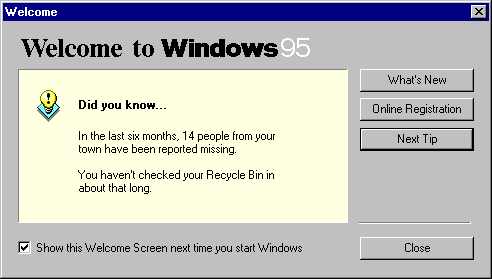 Welcome
Welcome to Windows95
What's New
Did you know...
Online Registration
In the last six months, 14 people from your
town have been reported missing.
Next Tip
You haven't checked your Recycle Bin in
about that long.
Show this Welcome Screen next time you start Windows
Close